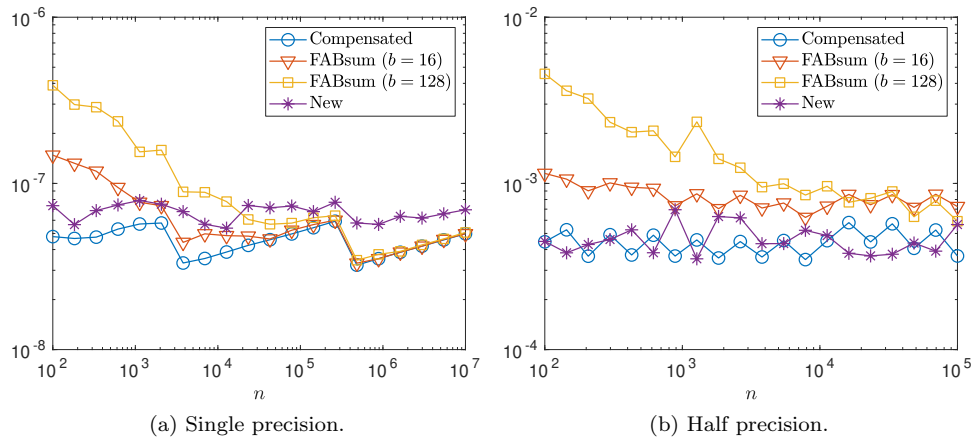 10^-6
10^-7
10^-8
Compensated
FABsum (b = 16)
FABsum (b = 128)
New
10^2 10^3 10^4 10^5 10^6 10^7
n
(a) Single precision.
10^-2
10^-3
10^-4
Compensated
FABsum (b = 16)
FABsum (b = 128)
New
10^2 10^3 10^4 10^5
n
(b) Half precision.